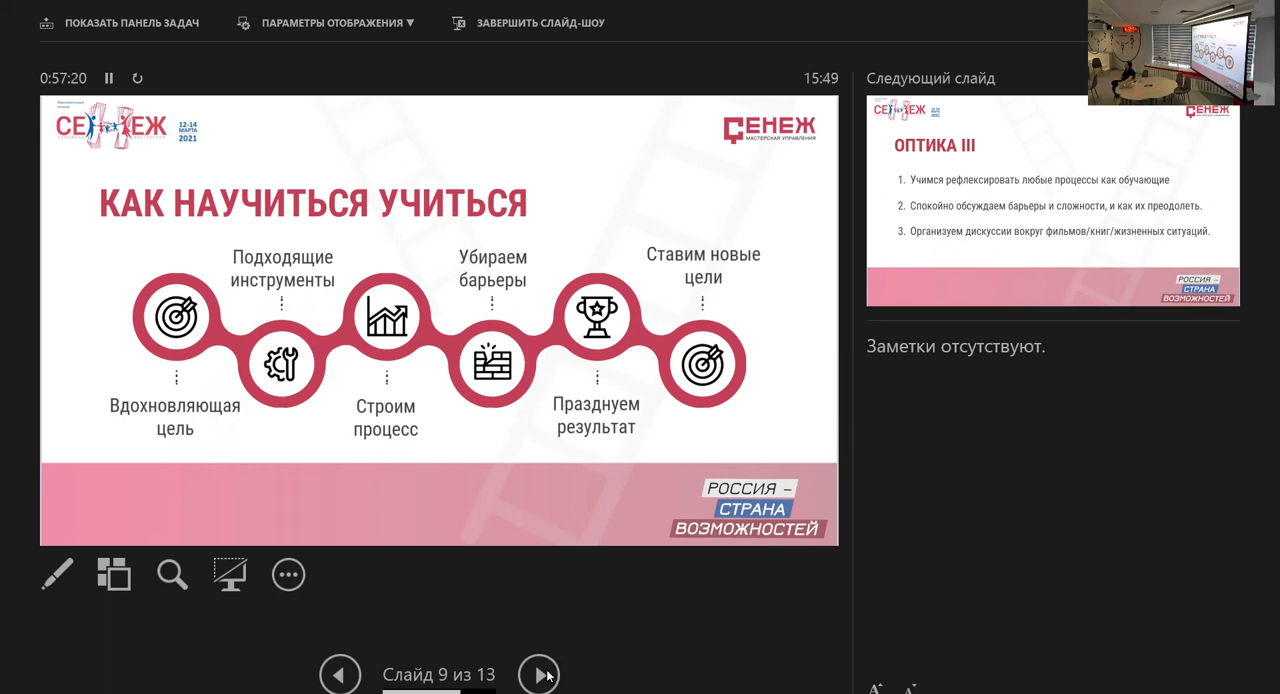 ПОКАЗАТЬ ПАНЕЛЬ ЗАДАЧ
ПАРАМЕТРЫ ОТОБРАЖЕНИЯ ▼
ЗАВЕРШИТЬ СЛАЙД-ШОУ
0:57:20
15:49
Следующий слайд
СЕНЕЖ
12-14
МАРТА
2021
СЕНЕЖ
МАСТЕРСКАЯ УПРАВЛЕНИЯ
КАК НАУЧИТЬСЯ УЧИТЬСЯ
Подходящие
инструменты
Убираем
барьеры
Ставим новые
цели
Вдохновляющая
цель
Строим
процесс
Празднуем
результат
РОССИЯ –
СТРАНА
ВОЗМОЖНОСТЕЙ
СЕНЕЖ
СЕНЕЖ
МАСТЕРСКАЯ УПРАВЛЕНИЯ
ОПТИКА III
1. Учимся рефлексировать любые процессы как обучающие
2. Спокойно обсуждаем барьеры и сложности, и как их преодолеть.
3. Организуем дискуссии вокруг фильмов/книг/жизненных ситуаций.
РОССИЯ –
СТРАНА
ВОЗМОЖНОСТЕЙ
Заметки отсутствуют.
Слайд 9 из 13